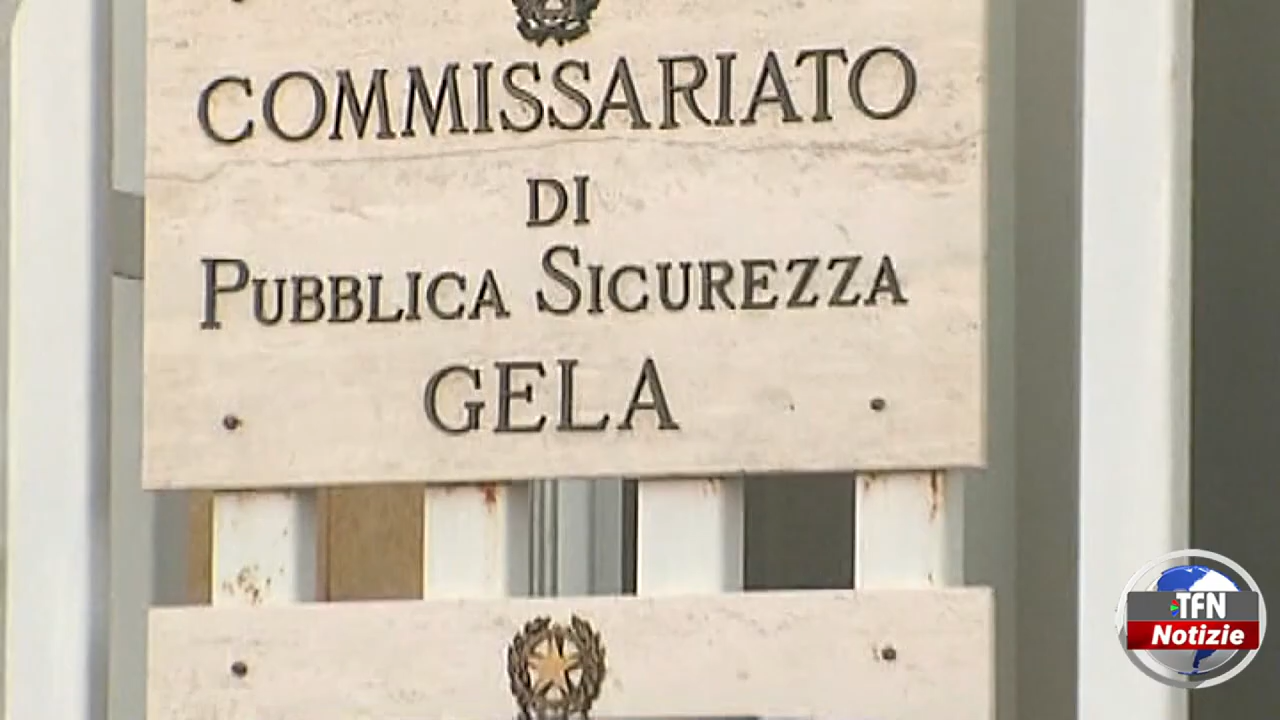 COMMISSARIATO
DI
PUBBLICA SICUREZZA
GELA
TFN
Notizie